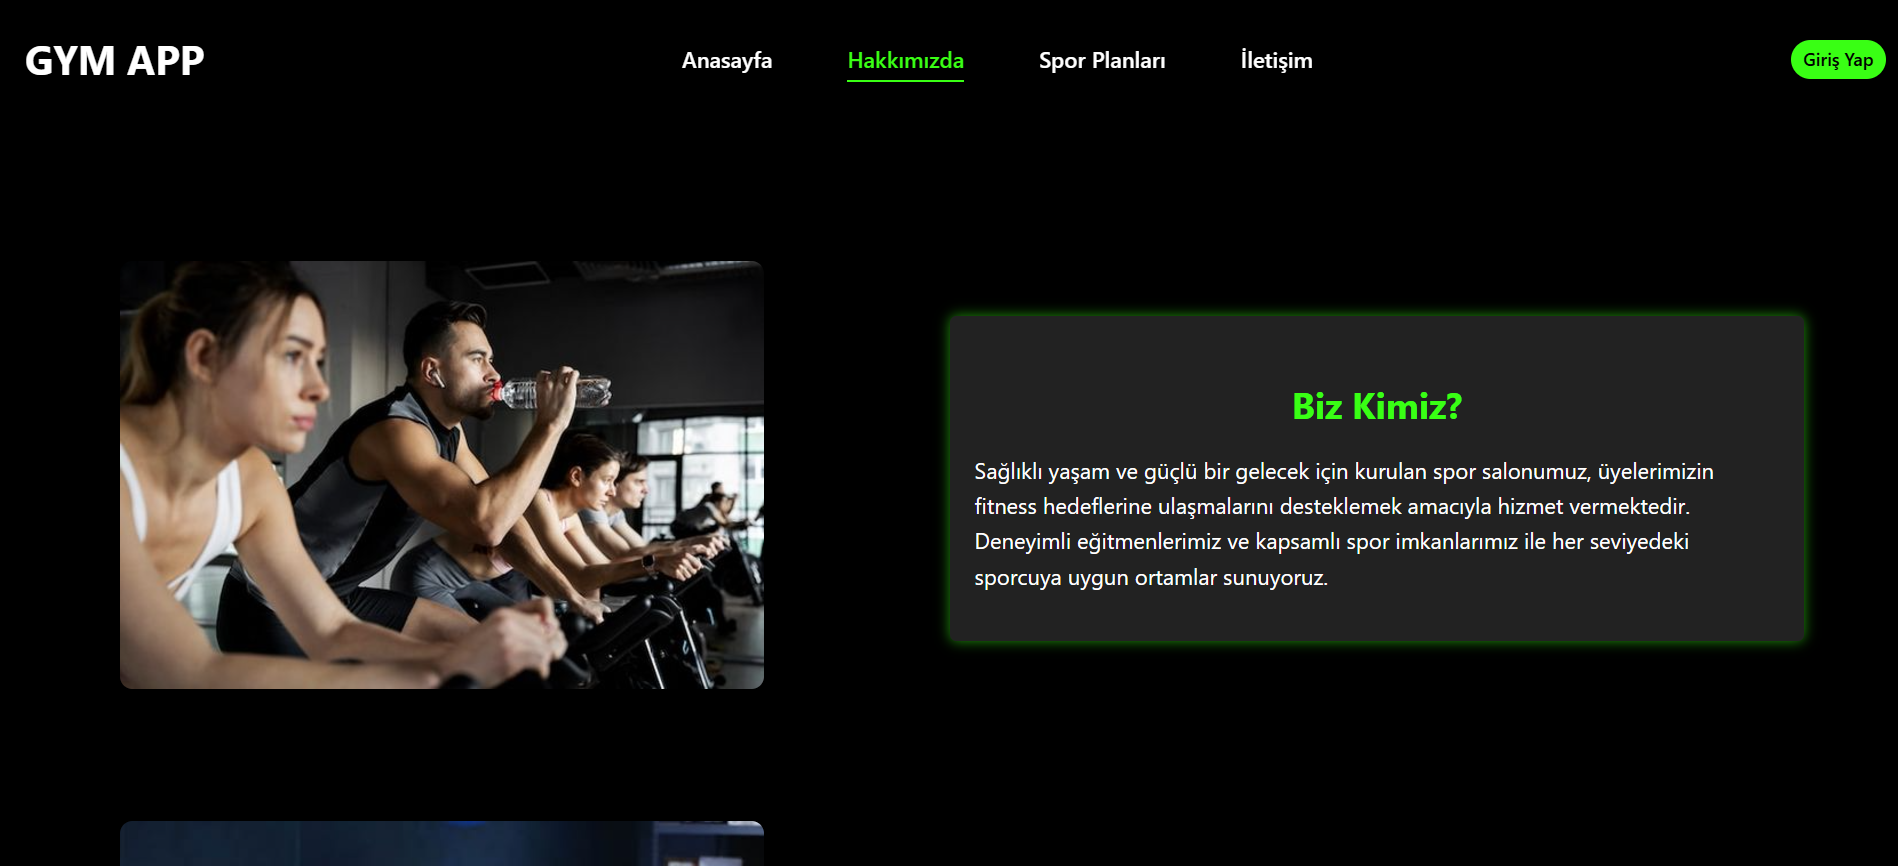 GYM APP
Anasayfa
Hakkımızda
Spor Planları
İletişim
Giriş Yap
Biz Kimiz?
Sağlıklı yaşam ve güçlü bir gelecek için kurulan spor salonumuz, üyelerimizin
fitness hedeflerine ulaşmalarını desteklemek amacıyla hizmet vermektedir.
Deneyimli eğitmenlerimiz ve kapsamlı spor imkanlarımız ile her seviyedeki
sporcuya uygun ortamlar sunuyoruz.